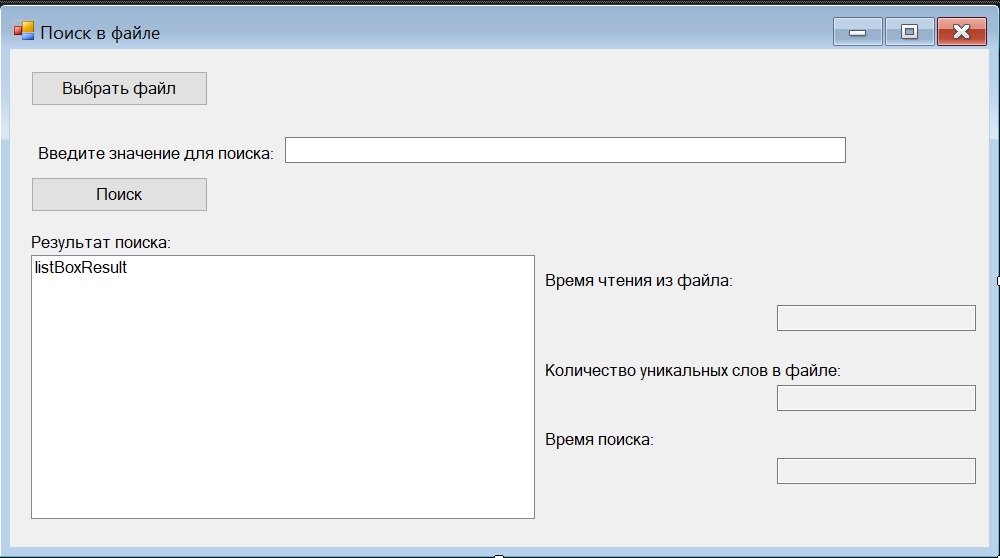 Поиск в файле
Выбрать файл
Введите значение для поиска:
Поиск
Результат поиска:
listBoxResult
Время чтения из файла:
Количество уникальных слов в файле:
Время поиска: